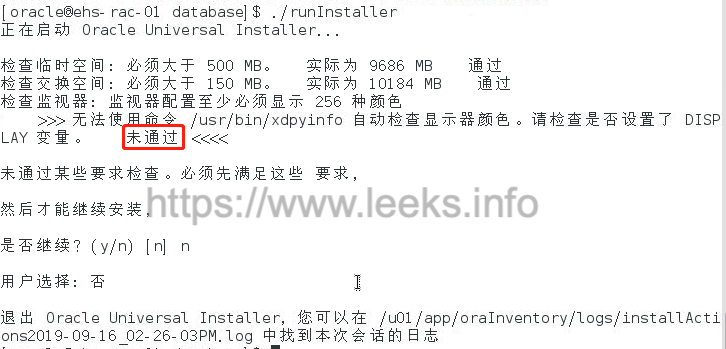 [oracle@ehs-rac-01 database]$ ./runInstaller
正在启动 Oracle Universal Installer...
检查临时空间: 必须大于 500 MB。 实际为 9686 MB 通过
检查交换空间: 必须大于 150 MB。 实际为 10184 MB 通过
检查监视器: 监视器配置至少必须显示 256 种颜色
>>> 无法使用命令 /usr/bin/xdpyinfo 自动检查显示器颜色。请检查是否设置了 DISP
LAY 变量。 未通过 <<<<
未通过某些要求检查。必须先满足这些 要求,
然后才能继续安装,
https://www.leeks.info
是否继续? (y/n) [n] n
用户选择: 否
退出 Oracle Universal Installer, 您可以在 /u01/app/oraInventory/logs/installActi
ons2019-09-16_02-26-03PM.log 中找到本次会话的日志